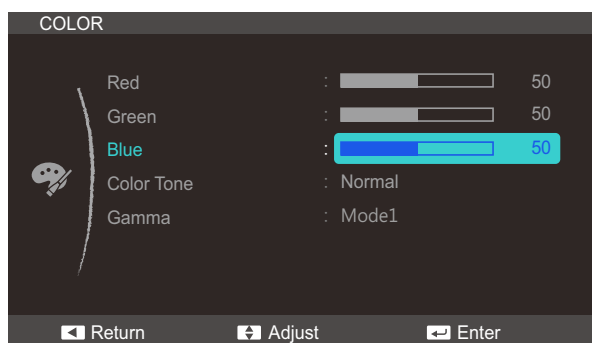 COLOR
Red : 50
Green : 50
Blue : 50
Color Tone : Normal
Gamma : Mode1
Return Adjust Enter